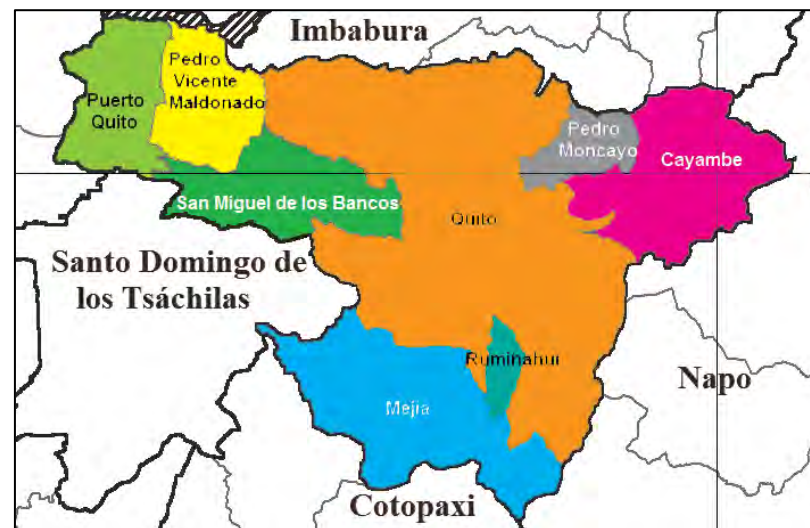 Imbabura
Pedro
Vicente
Maldonado
Puerto
Quito
Pedro
Moncayo
Cayambe
San Miguel de los Bancos
Quito
Santo Domingo de
los Tsáchilas
Rumiñahui
Napo
Mejia
Cotopaxi